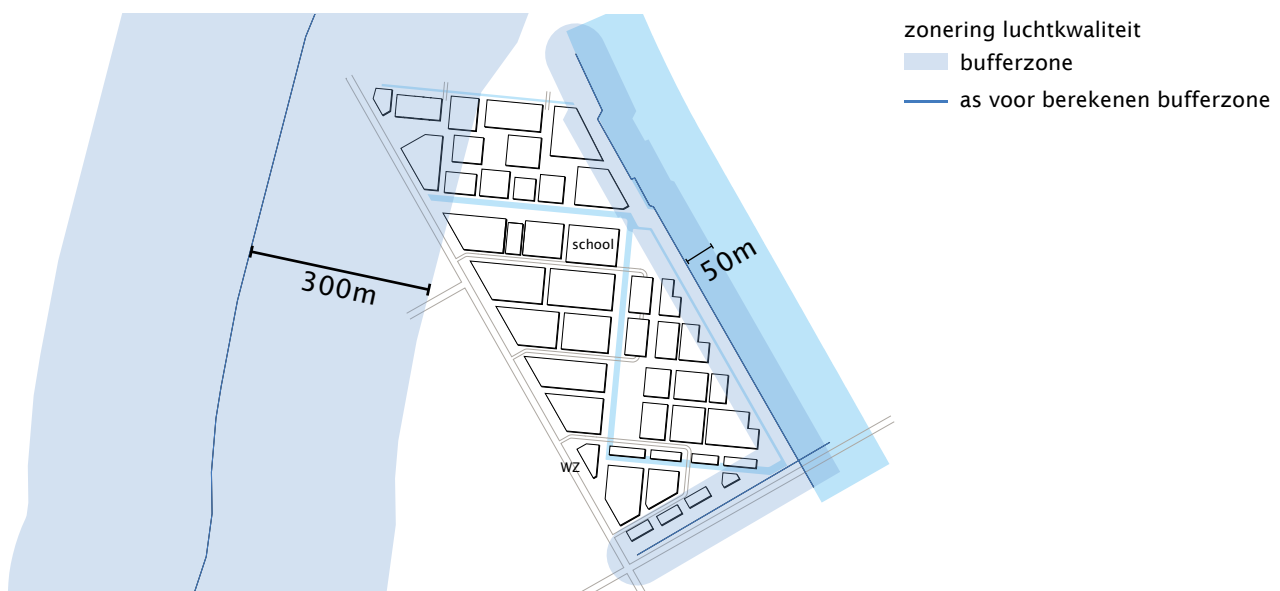 zonering luchtkwaliteit
bufferzone
as voor berekenen bufferzone
school
50m
300m
WZ